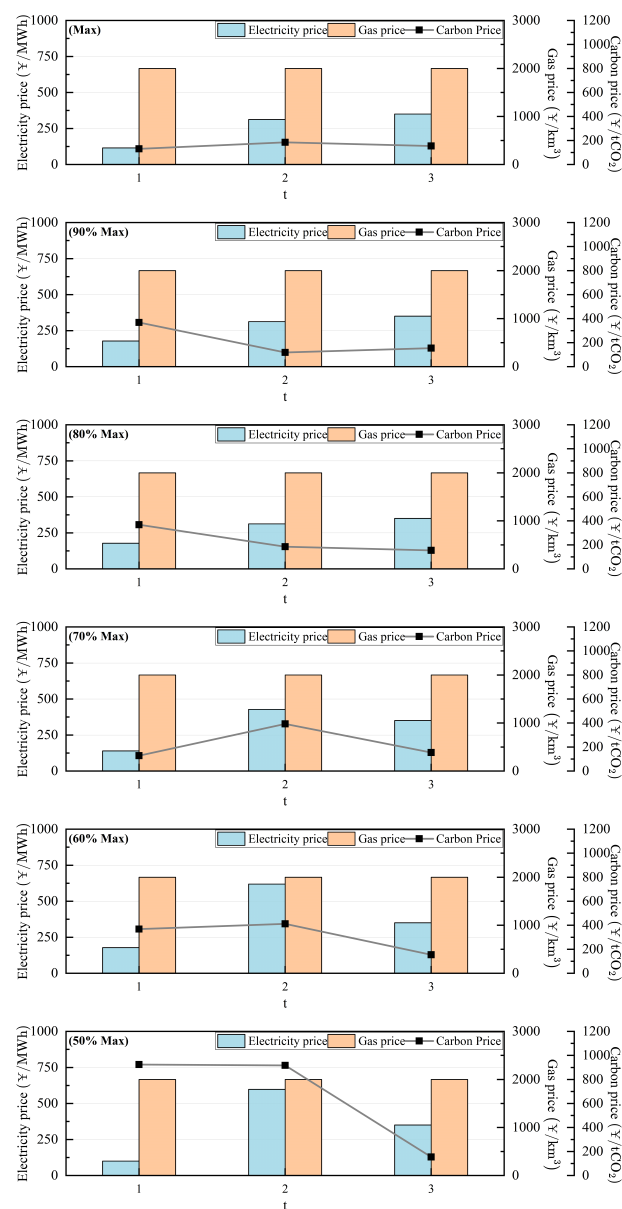 (Max)
Electricity price
Gas price
Carbon Price
Electricity price (¥/MWh)
1000
750
500
250
0
3000
2000
1000
0
Gas price (¥/km³)
1200
1000
800
600
400
200
0
Carbon price (¥/tCO₂)
1 2 3
t
(90% Max)
Electricity price
Gas price
Carbon Price
Electricity price (¥/MWh)
1000
750
500
250
0
3000
2000
1000
0
Gas price (¥/km³)
1200
1000
800
600
400
200
0
Carbon price (¥/tCO₂)
1 2 3
t
(80% Max)
Electricity price
Gas price
Carbon Price
Electricity price (¥/MWh)
1000
750
500
250
0
3000
2000
1000
0
Gas price (¥/km³)
1200
1000
800
600
400
200
0
Carbon price (¥/tCO₂)
1 2 3
t
(70% Max)
Electricity price
Gas price
Carbon Price
Electricity price (¥/MWh)
1000
750
500
250
0
3000
2000
1000
0
Gas price (¥/km³)
1200
1000
800
600
400
200
0
Carbon price (¥/tCO₂)
1 2 3
t
(60% Max)
Electricity price
Gas price
Carbon Price
Electricity price (¥/MWh)
1000
750
500
250
0
3000
2000
1000
0
Gas price (¥/km³)
1200
1000
800
600
400
200
0
Carbon price (¥/tCO₂)
1 2 3
t
(50% Max)
Electricity price
Gas price
Carbon Price
Electricity price (¥/MWh)
1000
750
500
250
0
3000
2000
1000
0
Gas price (¥/km³)
1200
1000
800
600
400
200
0
Carbon price (¥/tCO₂)
1 2 3
t